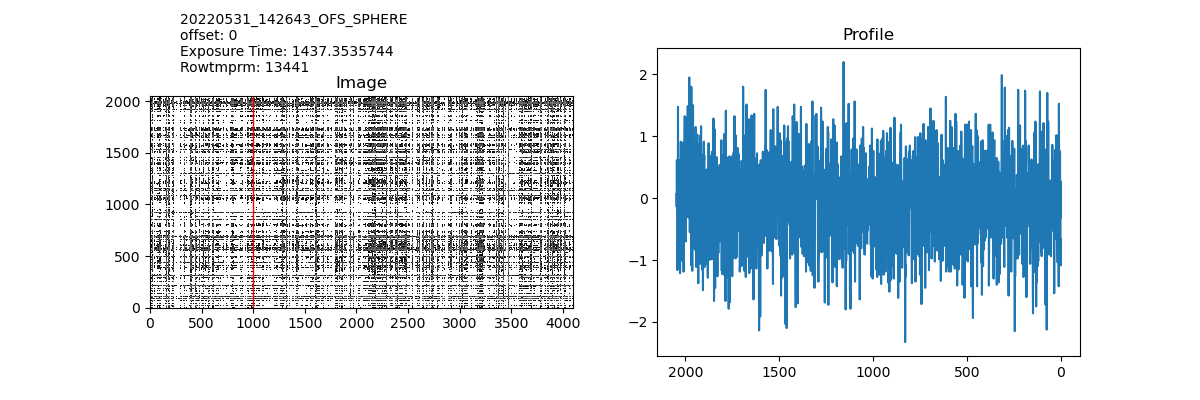 20220531_142643_OFS_SPHERE
offset: 0
Exposure Time: 1437.3535744
Rowtmprm: 13441
Image
2000
1500
1000
500
0
0 500 1000 1500 2000 2500 3000 3500 4000
Profile
2
1
0
−1
−2
2000 1500 1000 500 0